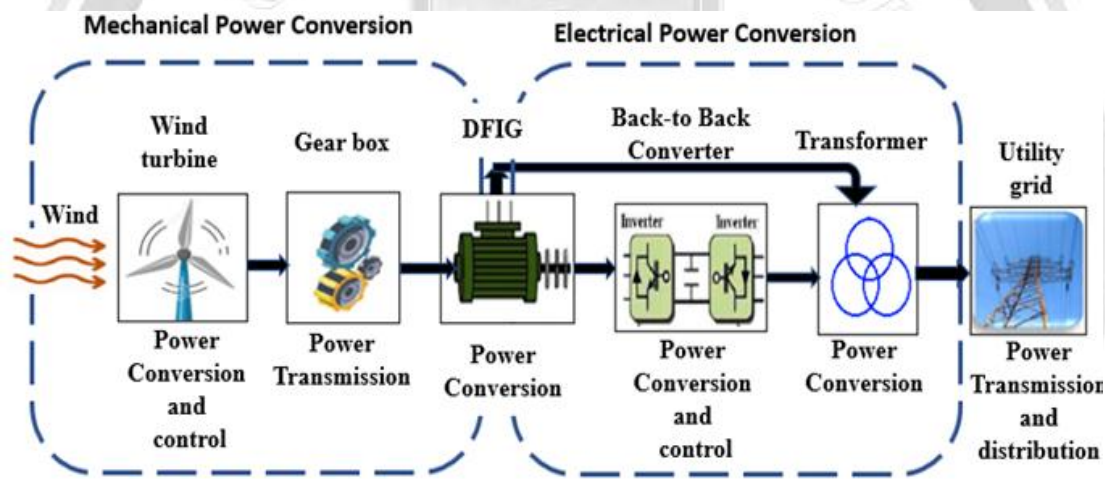 Mechanical Power Conversion
Electrical Power Conversion
Wind
turbine
Gear box
DFIG
Back-to Back
Converter
Transformer
Utility
grid
Wind
Inverter
Inverter
Power
Conversion
and
control
Power
Transmission
Power
Conversion
Power
Conversion
and
control
Power
Conversion
Power
Transmission
and
distribution